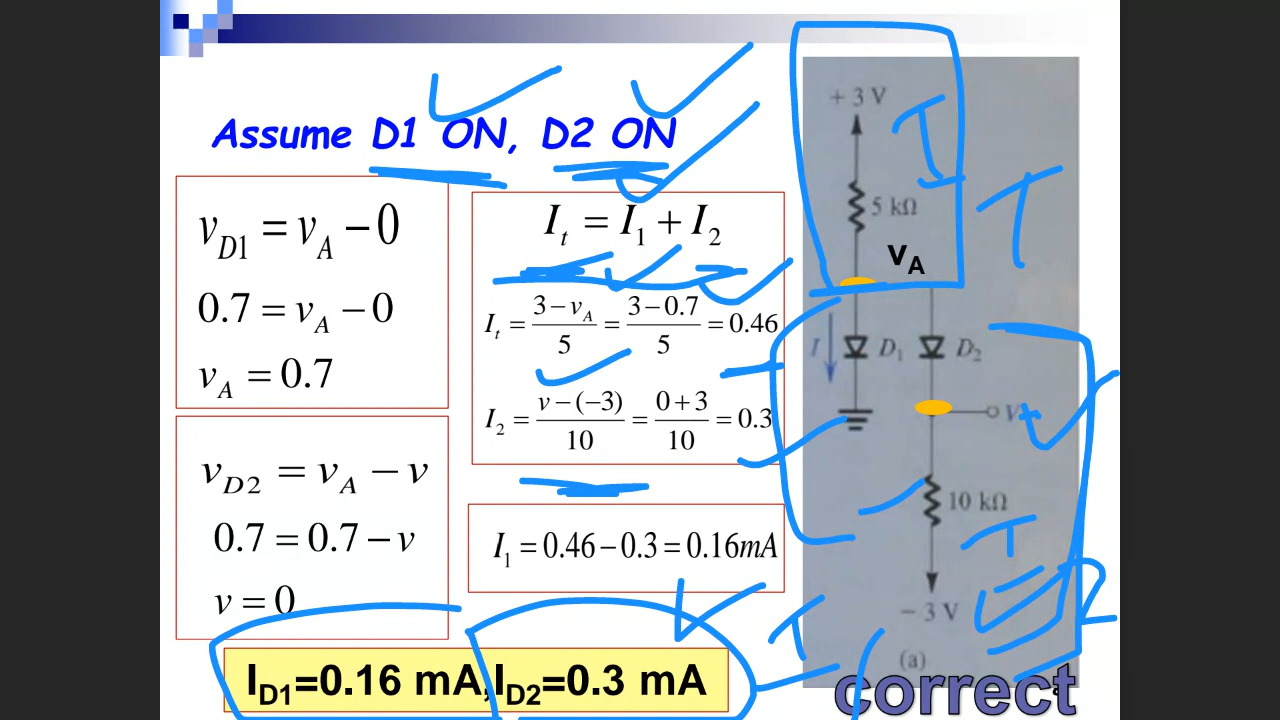 Assume D1 ON, D2 ON
v_D1 = v_A − 0
0.7 = v_A − 0
v_A = 0.7
v_D2 = v_A − v
0.7 = 0.7 − v
v = 0
I_t = I_1 + I_2
I_t = (3 − v_A)/5 = (3 − 0.7)/5 = 0.46
I_2 = (v − (−3))/10 = (0 + 3)/10 = 0.3
I_1 = 0.46 − 0.3 = 0.16mA
I_D1=0.16 mA,I_D2=0.3 mA
+ 3 V
I
T
5 kΩ
v_A
I
D_1
D_2
V
10 kΩ
I
2
− 3 V
I
(a)
correct